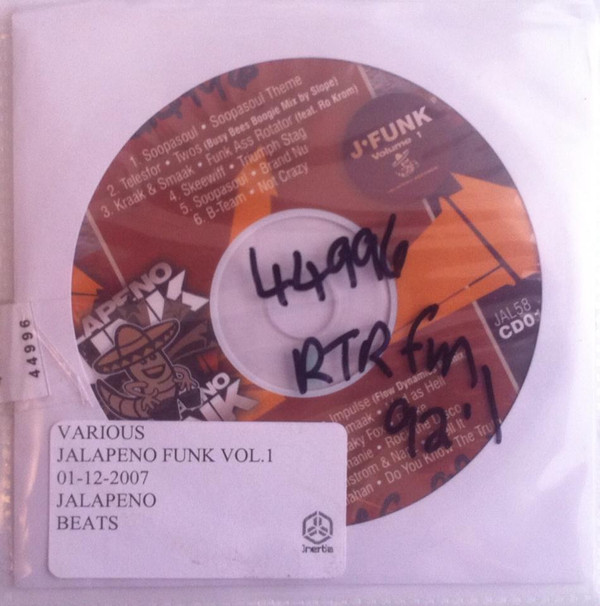 1. Soopasoul • Soopasoul Theme
2. Telestor • Twos (Busy Bees Boogie Mix by Slope)
3. Kraak & Smaak • Funk Ass Rotator (feat. Ro Krom)
4. Skeewiff • Triumph Stag
5. Soopasoul • Brand Nu
6. B-Team • Not Crazy
J•FUNK
Volume 1
44996
RTR fm
92.1
44996
JAL58
CD0
Impulse (Flow Dynamic
as Hell
The Tru
Do You Know
VARIOUS
JALAPENO FUNK VOL.1
01-12-2007
JALAPENO
BEATS
inertia